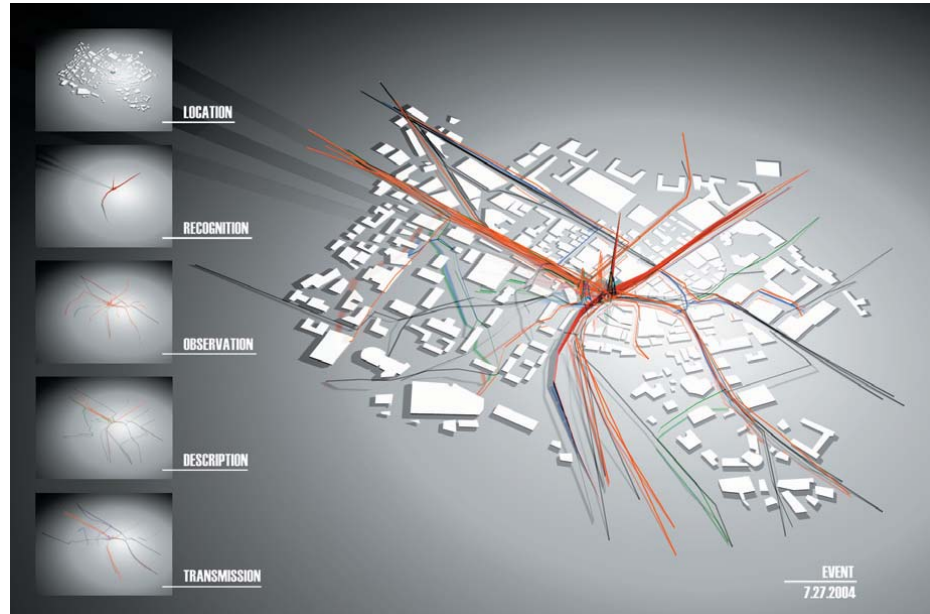 LOCATION
RECOGNITION
OBSERVATION
DESCRIPTION
TRANSMISSION
EVENT
7.27.2004